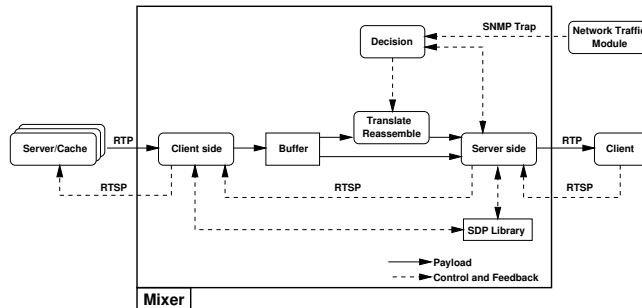 SNMP Trap
Network Traffic
Module
Decision
Translate
Reassemble
Server/Cache
RTP
Client side
Buffer
Server side
RTP
Client
RTSP
RTSP
RTSP
SDP Library
Payload
Control and Feedback
Mixer